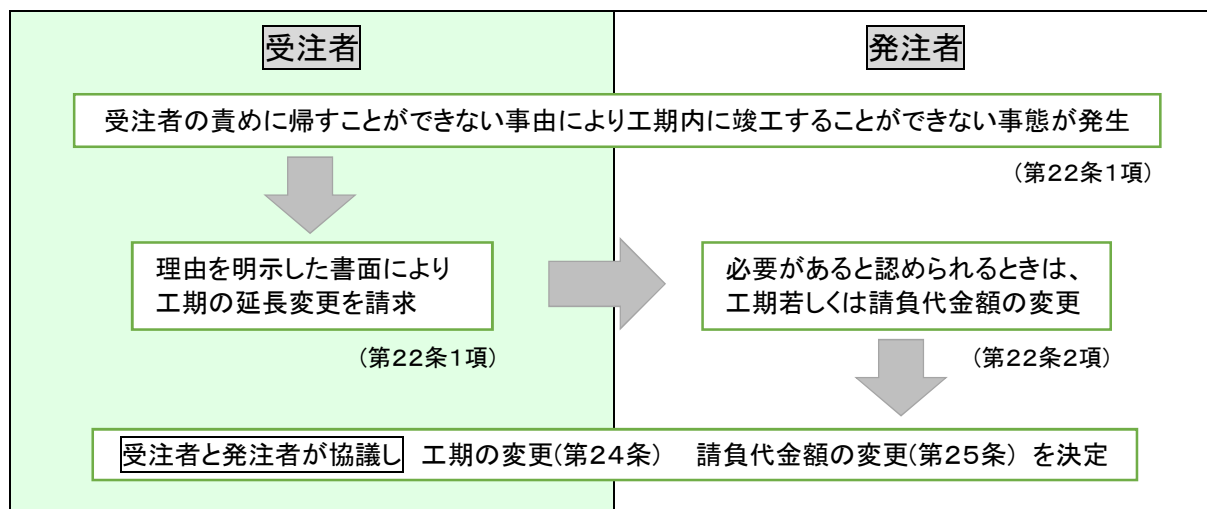 受注者
発注者
受注者の責めに帰すことができない事由により工期内に竣工することができない事態が発生
(第22条1項)
理由を明示した書面により
工期の延長変更を請求
(第22条1項)
必要があると認められるときは、
工期若しくは請負代金額の変更
(第22条2項)
受注者と発注者が協議し 工期の変更(第24条) 請負代金額の変更(第25条) を決定